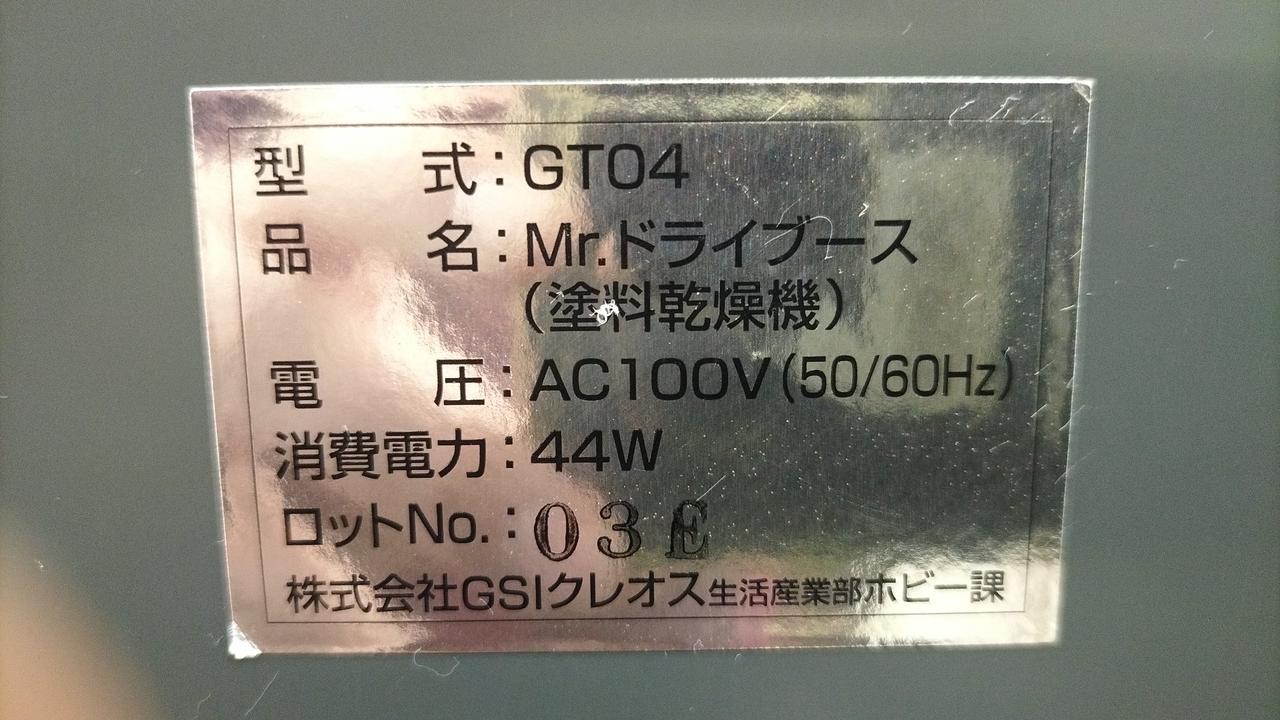 型 式：GT04
品 名：Mr.ドライブース
（塗料乾燥機）
電 圧：AC100V（50/60Hz）
消費電力：44W
ロットNo.：03E
株式会社GSIクレオス生活産業部ホビー課